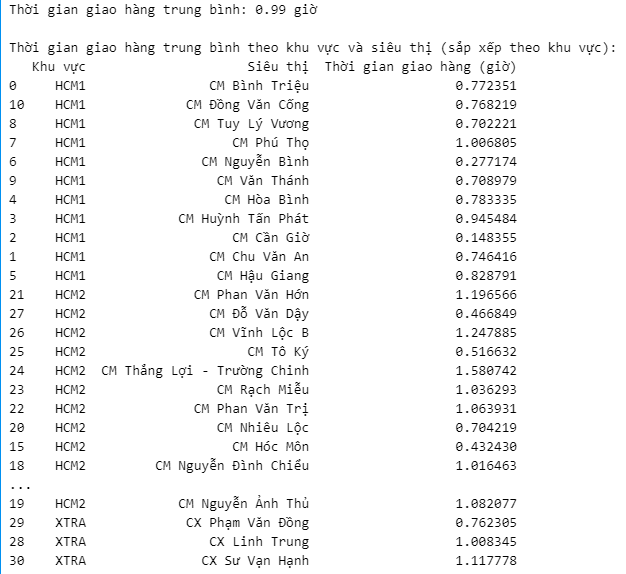 Thời gian giao hàng trung bình: 0.99 giờ
Thời gian giao hàng trung bình theo khu vực và siêu thị (sắp xếp theo khu vực):
Khu vực Siêu thị Thời gian giao hàng (giờ)
0 HCM1 CM Bình Triệu 0.772351
10 HCM1 CM Đồng Văn Cống 0.768219
8 HCM1 CM Tuy Lý Vương 0.702221
7 HCM1 CM Phú Thọ 1.006805
6 HCM1 CM Nguyễn Bình 0.277174
9 HCM1 CM Văn Thánh 0.708979
4 HCM1 CM Hòa Bình 0.783335
3 HCM1 CM Huỳnh Tấn Phát 0.945484
2 HCM1 CM Cần Giờ 0.148355
1 HCM1 CM Chu Văn An 0.746416
5 HCM1 CM Hậu Giang 0.828791
21 HCM2 CM Phan Văn Hớn 1.196566
27 HCM2 CM Đỗ Văn Dậy 0.466849
26 HCM2 CM Vĩnh Lộc B 1.247885
25 HCM2 CM Tô Ký 0.516632
24 HCM2 CM Thắng Lợi - Trường Chinh 1.580742
23 HCM2 CM Rạch Miễu 1.036293
22 HCM2 CM Phan Văn Trị 1.063931
20 HCM2 CM Nhiêu Lộc 0.704219
15 HCM2 CM Hóc Môn 0.432430
18 HCM2 CM Nguyễn Đình Chiểu 1.016463
...
19 HCM2 CM Nguyễn Ảnh Thủ 1.082077
29 XTRA CX Phạm Văn Đồng 0.762305
28 XTRA CX Linh Trung 1.008345
30 XTRA CX Sư Vạn Hạnh 1.117778